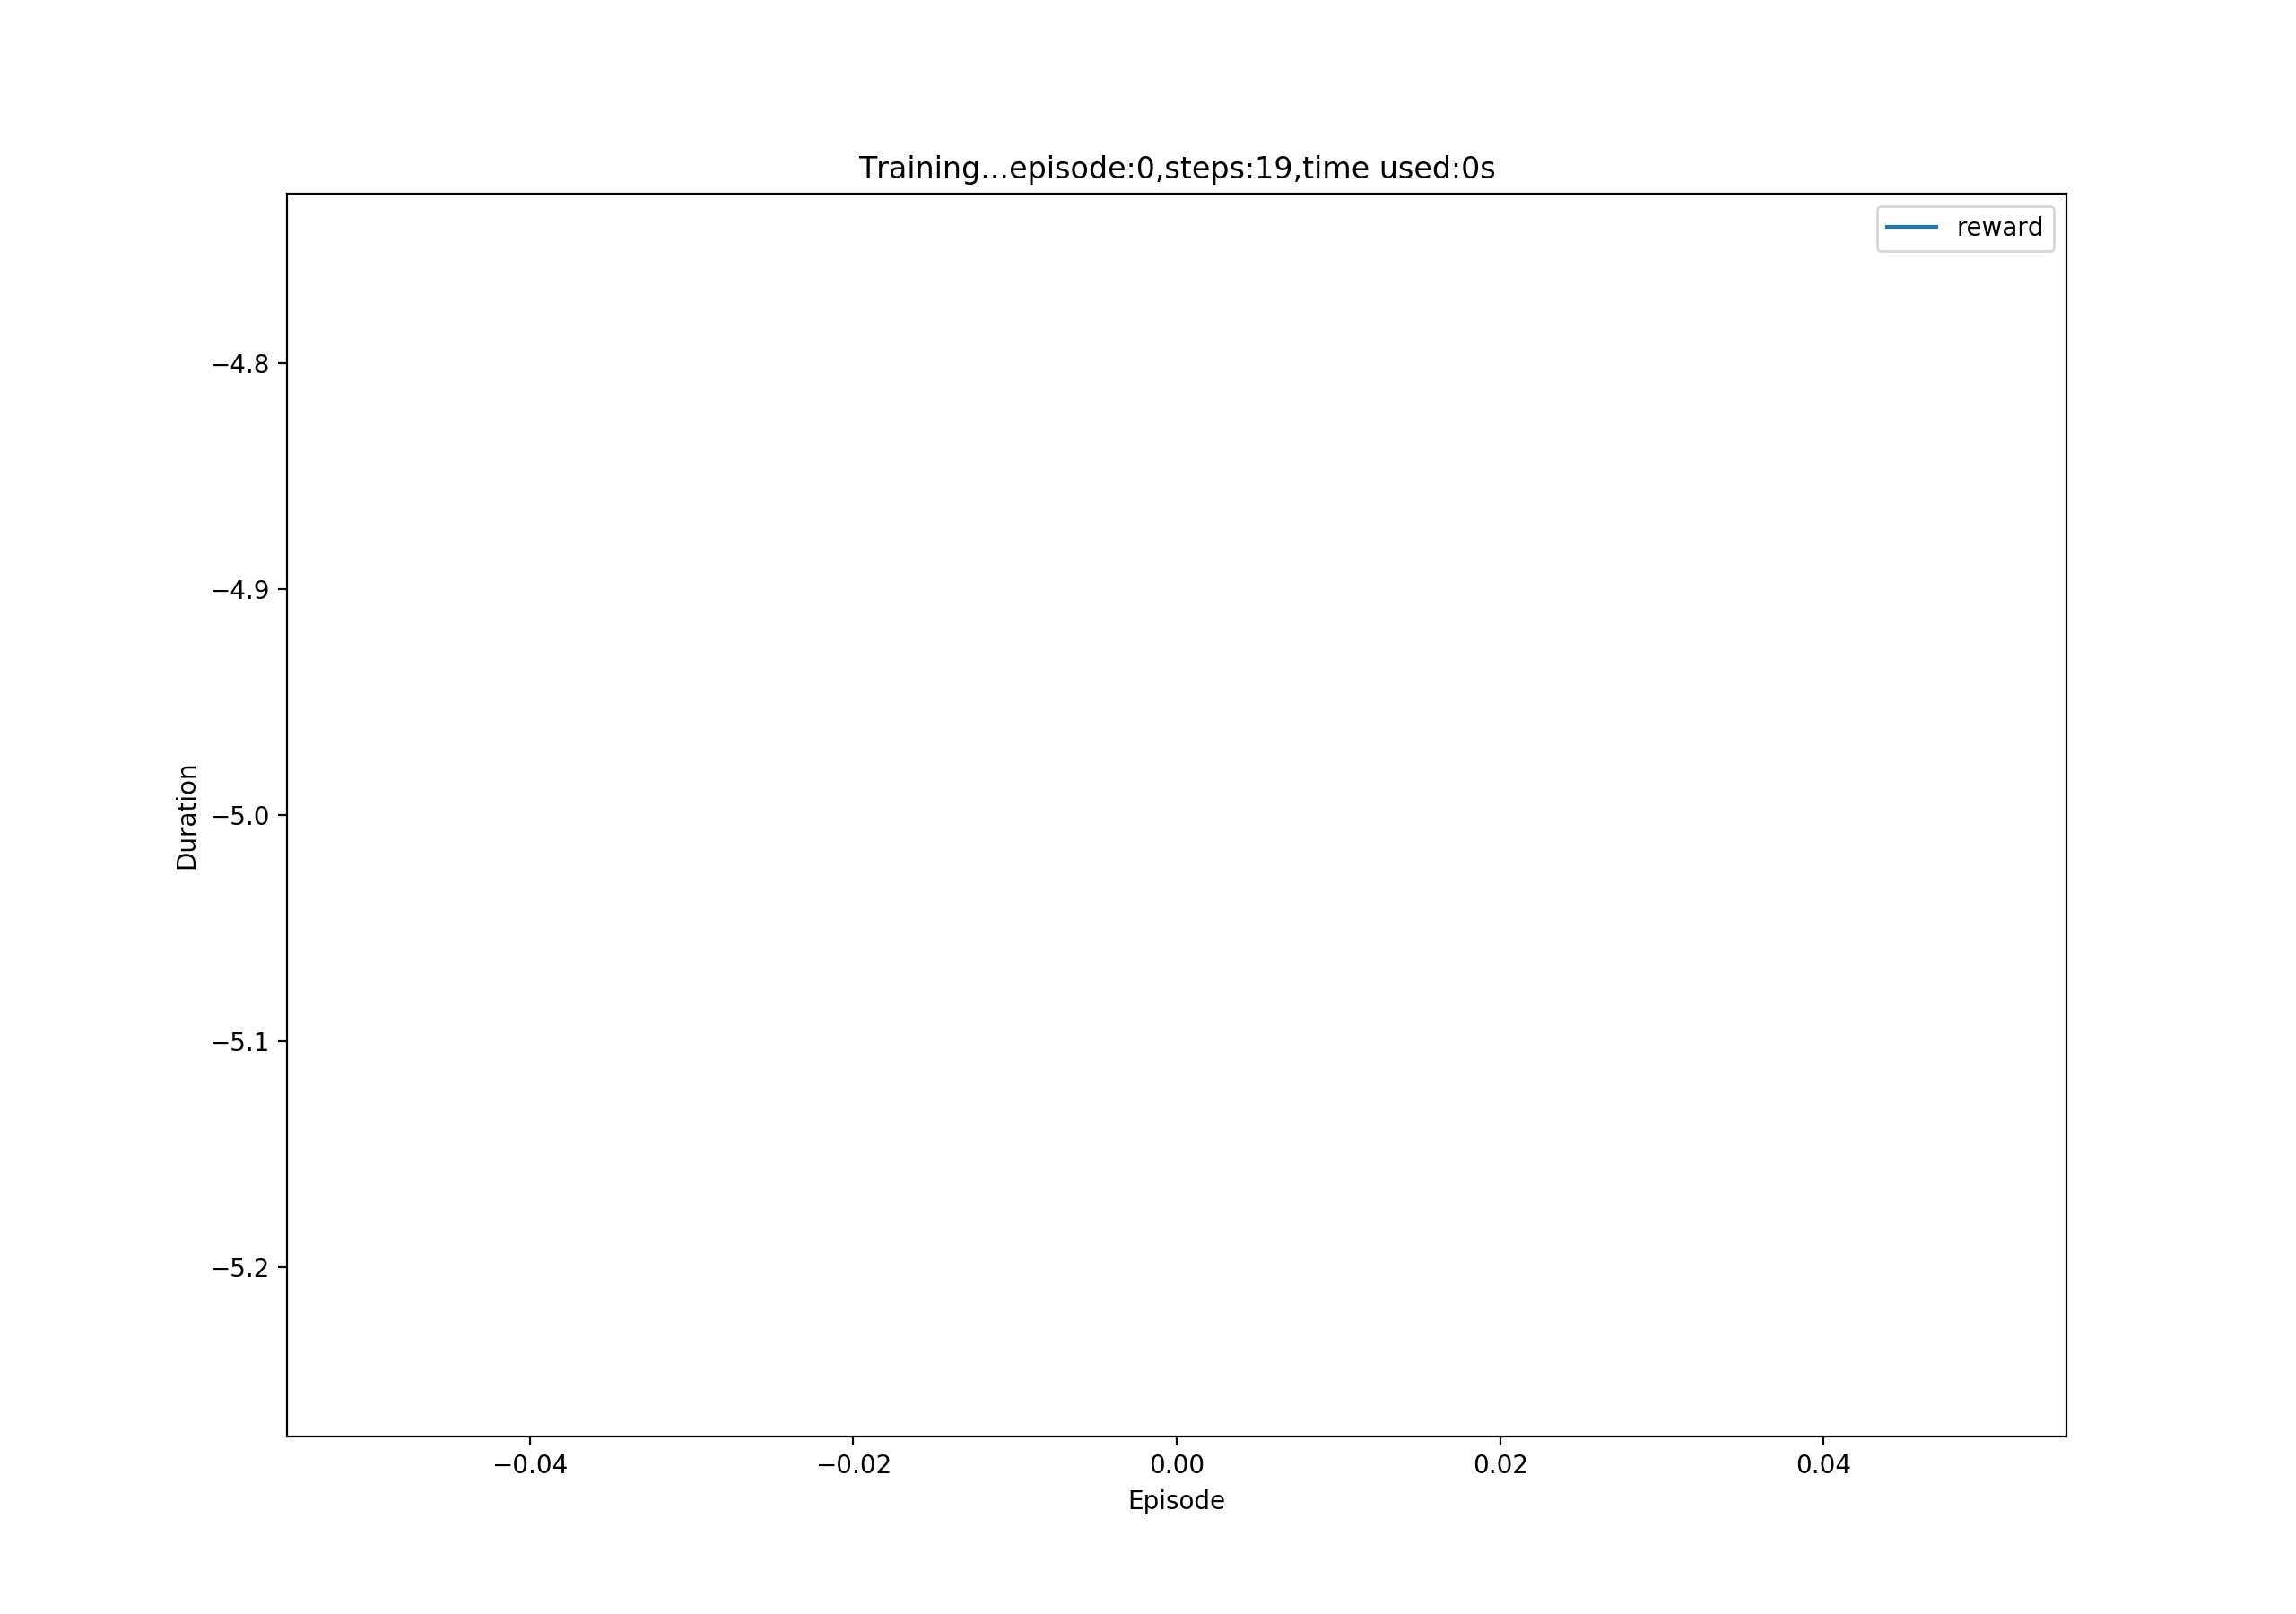 Training...episode:0,steps:19,time used:0s
reward
−4.8
−4.9
−5.0
−5.1
−5.2
Duration
−0.04
−0.02
0.00
0.02
0.04
Episode